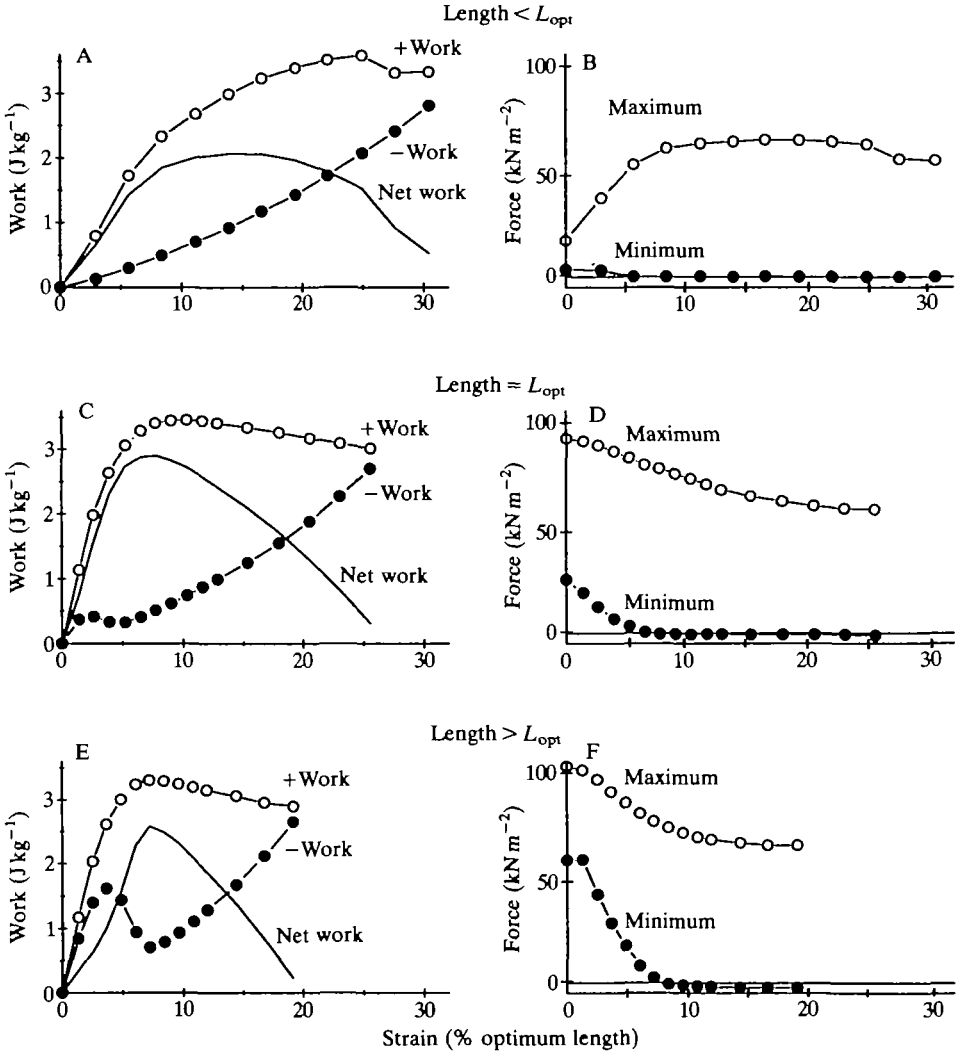 Length < Lopt
A
B
+Work
−Work
Net work
Work (J kg⁻¹)
3
2
1
0
0 10 20 30
Maximum
Minimum
Force (kN m⁻²)
100
50
0
0 10 20 30
Length = Lopt
C
D
+Work
−Work
Net work
Work (J kg⁻¹)
3
2
1
0
0 10 20 30
Maximum
Minimum
Force (kN m⁻²)
100
50
0
0 10 20 30
Length > Lopt
E
F
+Work
−Work
Net work
Work (J kg⁻¹)
3
2
1
0
0 10 20 30
Maximum
Minimum
Force (kN m⁻²)
100
50
0
0 10 20 30
Strain (% optimum length)